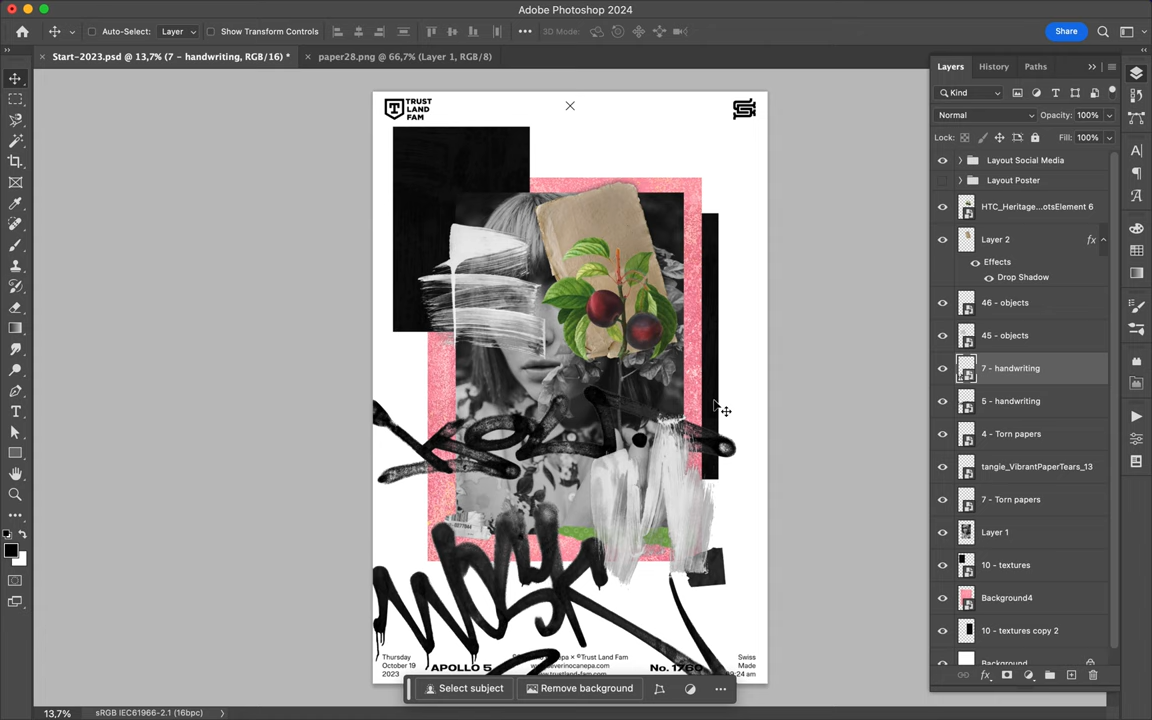 Adobe Photoshop 2024
Auto-Select:
Layer
Show Transform Controls
3D Mode:
Share
Start-2023.psd @ 13,7% (7 - handwriting, RGB/16) *
paper28.png @ 66,7% (Layer 1, RGB/8)
Layers
History
Paths
Kind
Normal
Opacity:
100%
Lock:
Fill:
100%
Layout Social Media
Layout Poster
HTC_Heritage...otsElement 6
Layer 2
fx
Effects
Drop Shadow
46 - objects
45 - objects
7 - handwriting
5 - handwriting
4 - Torn papers
tangie_VibrantPaperTears_13
7 - Torn papers
Layer 1
10 - textures
Background4
10 - textures copy 2
Background
TRUST
LAND
FAM
Thursday
October 19
2023
APOLLO 5
Trust Land Fam
No. 1760
Swiss
Made
Select subject
Remove background
13,7%
sRGB IEC61966-2.1 (16bpc)